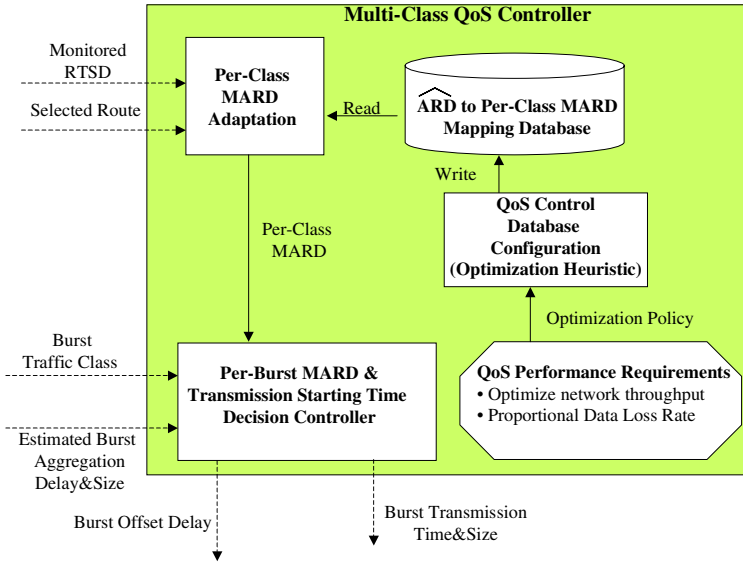 Multi-Class QoS Controller
Monitored
RTSD
Selected Route
Per-Class
MARD
Adaptation
Read
A͡RD to Per-Class MARD
Mapping Database
Write
QoS Control
Database
Configuration
(Optimization Heuristic)
Per-Class
MARD
Optimization Policy
Burst
Traffic Class
Per-Burst MARD &
Transmission Starting Time
Decision Controller
QoS Performance Requirements
• Optimize network throughput
• Proportional Data Loss Rate
Estimated Burst
Aggregation
Delay&Size
Burst Offset Delay
Burst Transmission
Time&Size